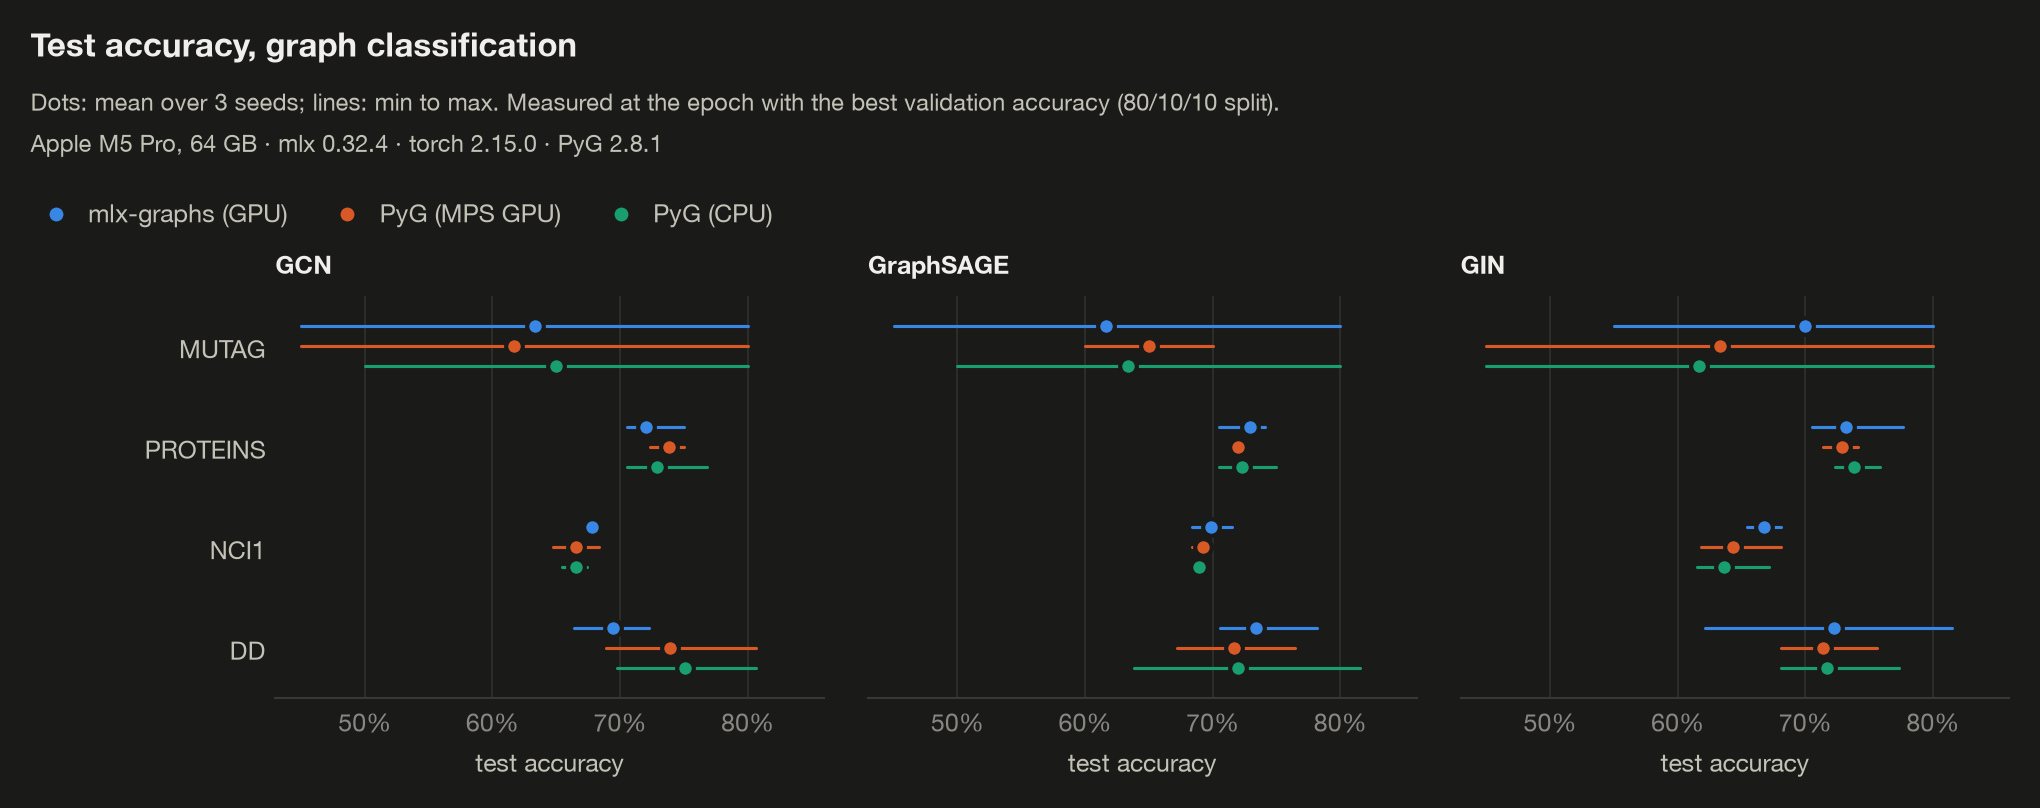 Test accuracy, graph classification
Dots: mean over 3 seeds; lines: min to max. Measured at the epoch with the best validation accuracy (80/10/10 split).
Apple M5 Pro, 64 GB · mlx 0.32.4 · torch 2.15.0 · PyG 2.8.1
mlx-graphs (GPU) PyG (MPS GPU) PyG (CPU)
GCN GraphSAGE GIN
MUTAG
PROTEINS
NCI1
DD
50% 60% 70% 80% 50% 60% 70% 80% 50% 60% 70% 80%
test accuracy test accuracy test accuracy